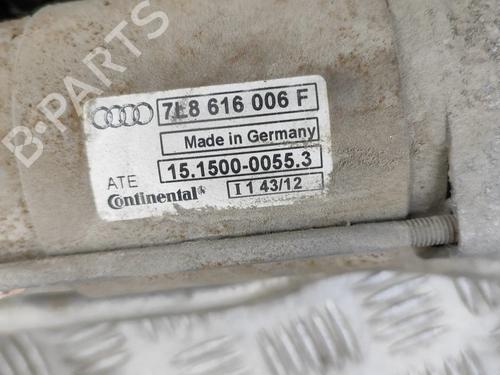 B-PARTS
7L8 616 006 F
Made in Germany
ATE
15.1500-0055.3
Continental
I 1 43/12